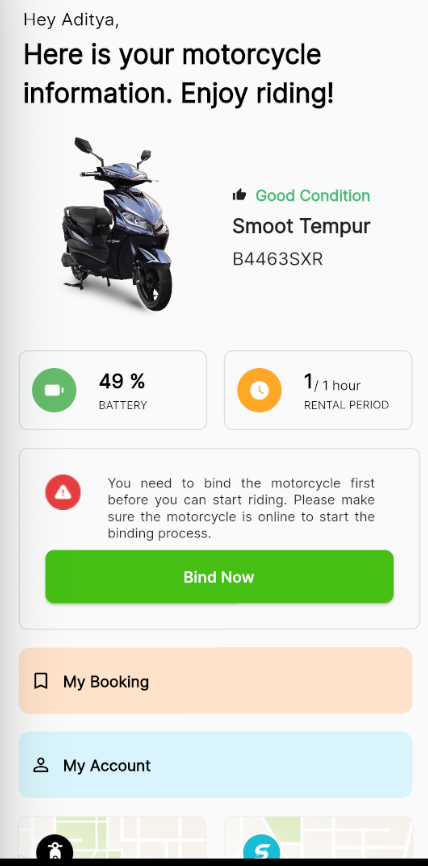 Hey Aditya,
Here is your motorcycle
information. Enjoy riding!
Good Condition
Smoot Tempur
B4463SXR
49 %
BATTERY
1/ 1 hour
RENTAL PERIOD
You need to bind the motorcycle first
before you can start riding. Please make
sure the motorcycle is online to start the
binding process.
Bind Now
My Booking
My Account